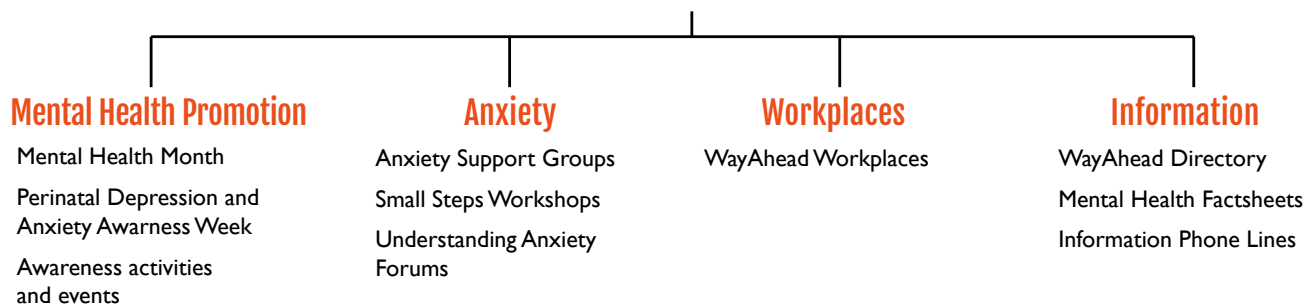 Mental Health Promotion
Mental Health Month
Perinatal Depression and
Anxiety Awarness Week
Awareness activities
and events
Anxiety
Anxiety Support Groups
Small Steps Workshops
Understanding Anxiety
Forums
Workplaces
WayAhead Workplaces
Information
WayAhead Directory
Mental Health Factsheets
Information Phone Lines